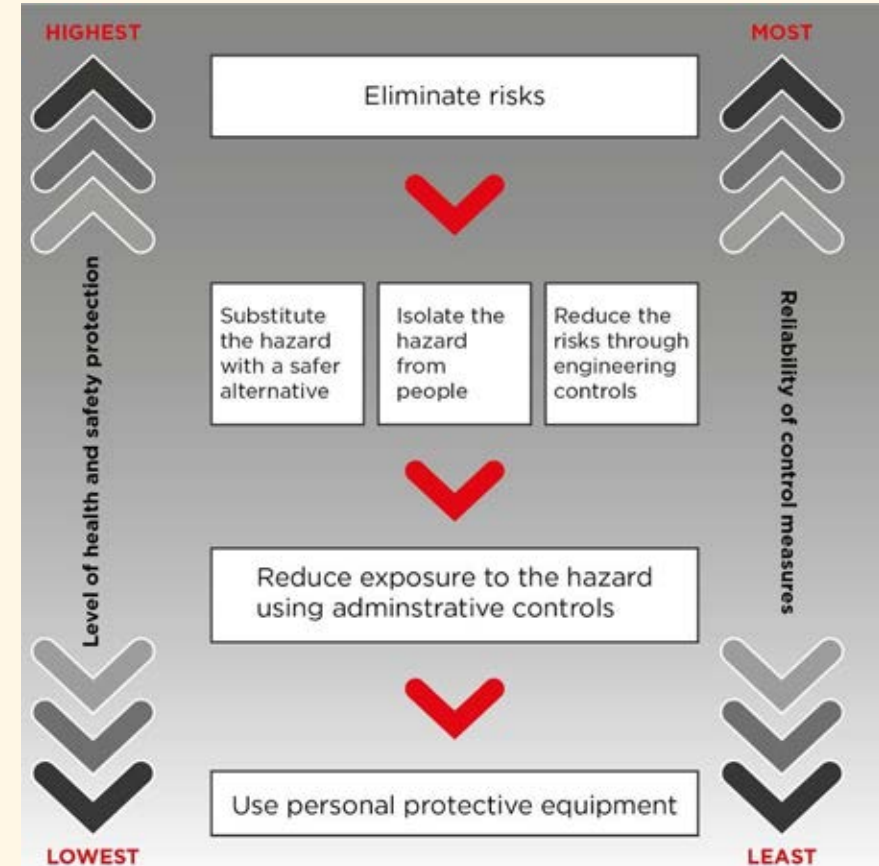 HIGHEST
MOST
Eliminate risks
Level of health and safety protection
Reliability of control measures
Substitute
the hazard
with a safer
alternative
Isolate the
hazard
from
people
Reduce the
risks through
engineering
controls
Reduce exposure to the hazard
using adminstrative controls
Use personal protective equipment
LOWEST
LEAST